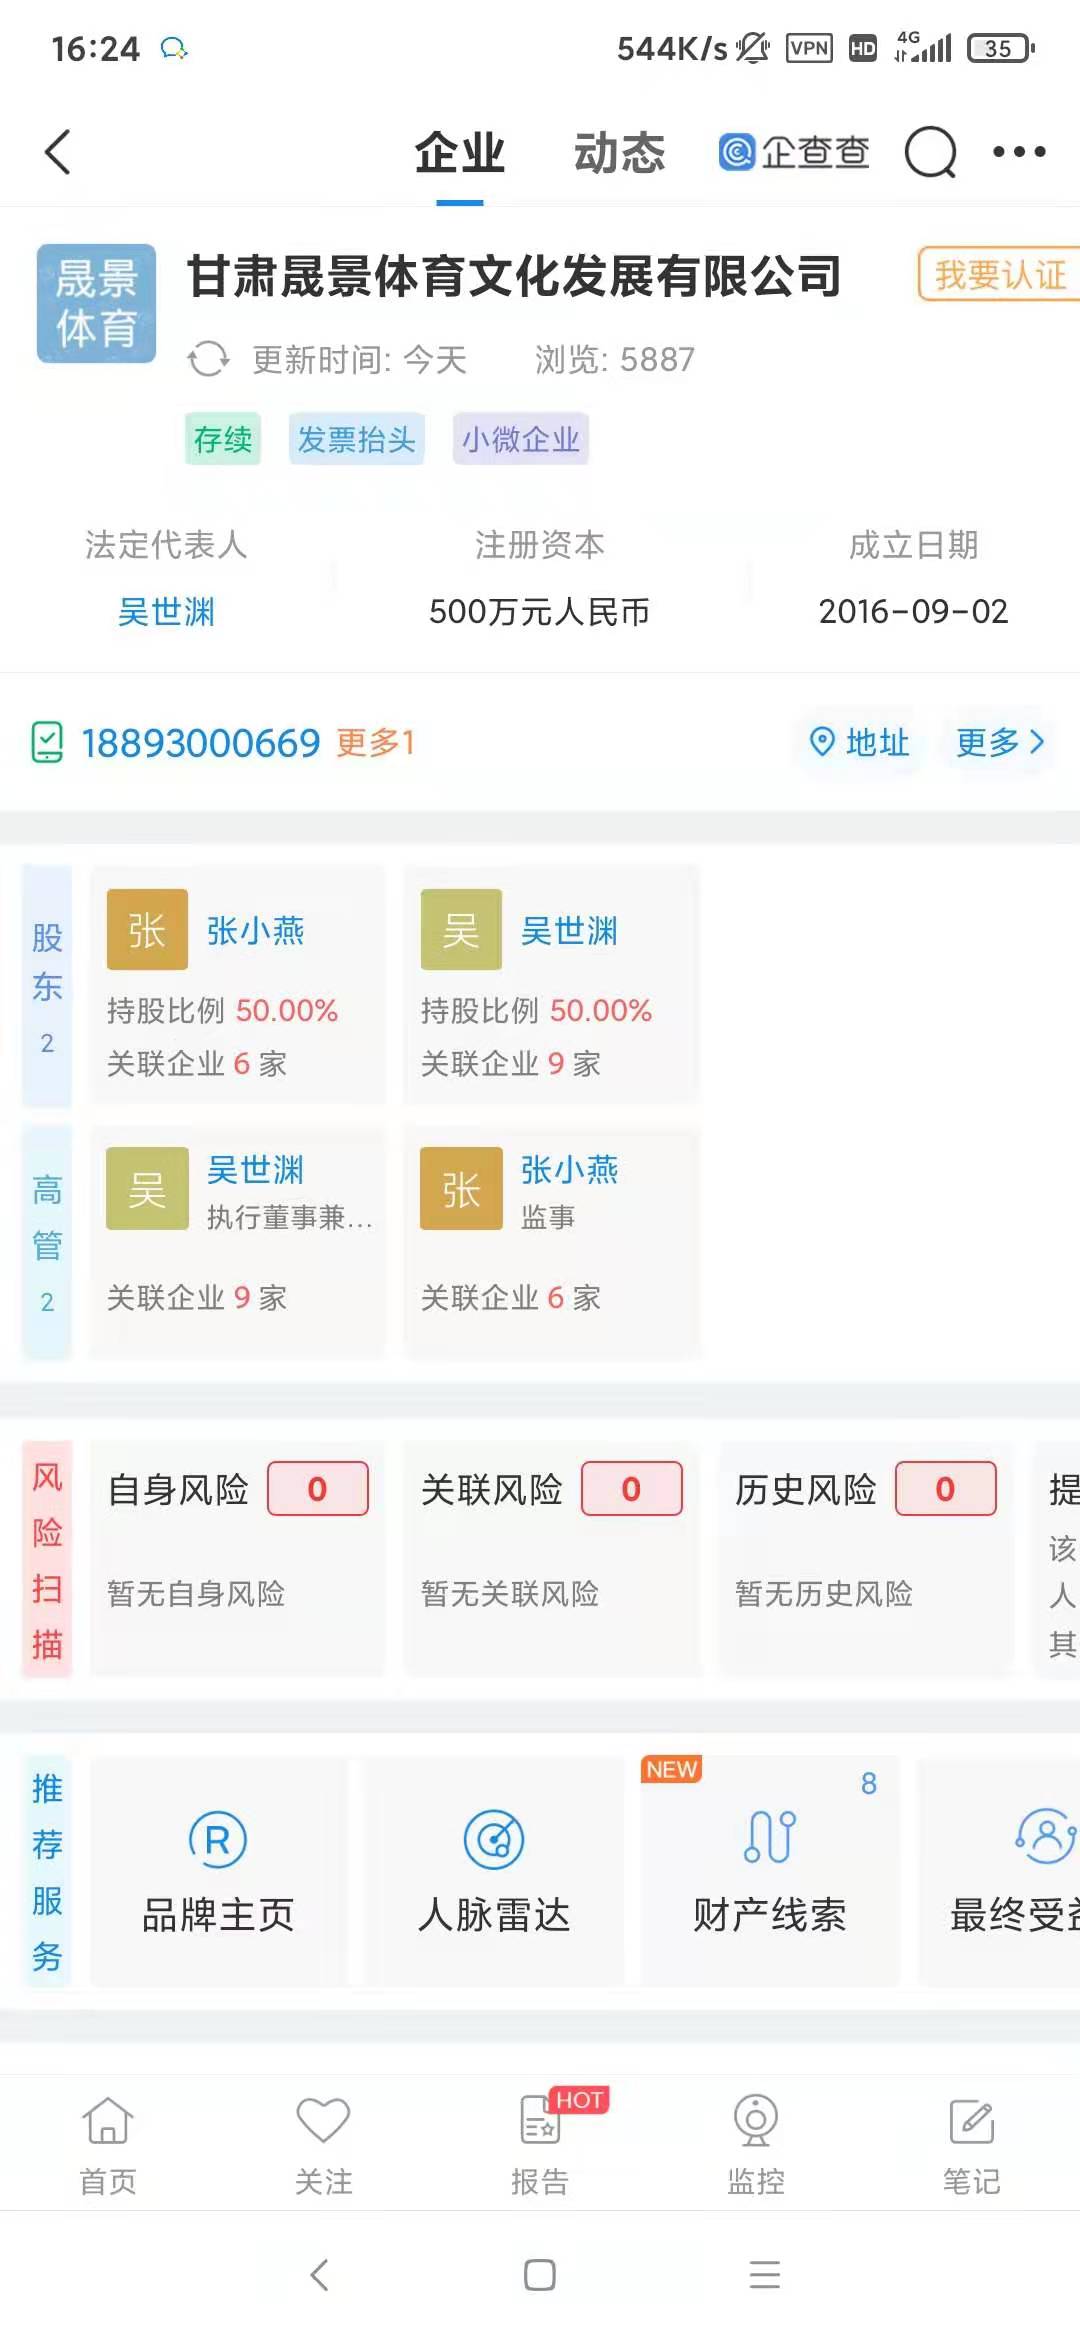 16:24 544K/s VPN HD 4G 35
企业 动态 企查查
晟景
体育
甘肃晟景体育文化发展有限公司 我要认证
更新时间: 今天 浏览: 5887
存续 发票抬头 小微企业
法定代表人 注册资本 成立日期
吴世渊 500万元人民币 2016-09-02
18893000669 更多1 地址 更多
股东 2
张 张小燕 吴 吴世渊
持股比例 50.00% 持股比例 50.00%
关联企业 6 家 关联企业 9 家
高管 2
吴 吴世渊 张 张小燕
执行董事兼... 监事
关联企业 9 家 关联企业 6 家
风险扫描
自身风险 0 关联风险 0 历史风险 0 提
暂无自身风险 暂无关联风险 暂无历史风险
该
人
其
推荐服务
NEW 8
R
品牌主页 人脉雷达 财产线索 最终受益
HOT
首页 关注 报告 监控 笔记